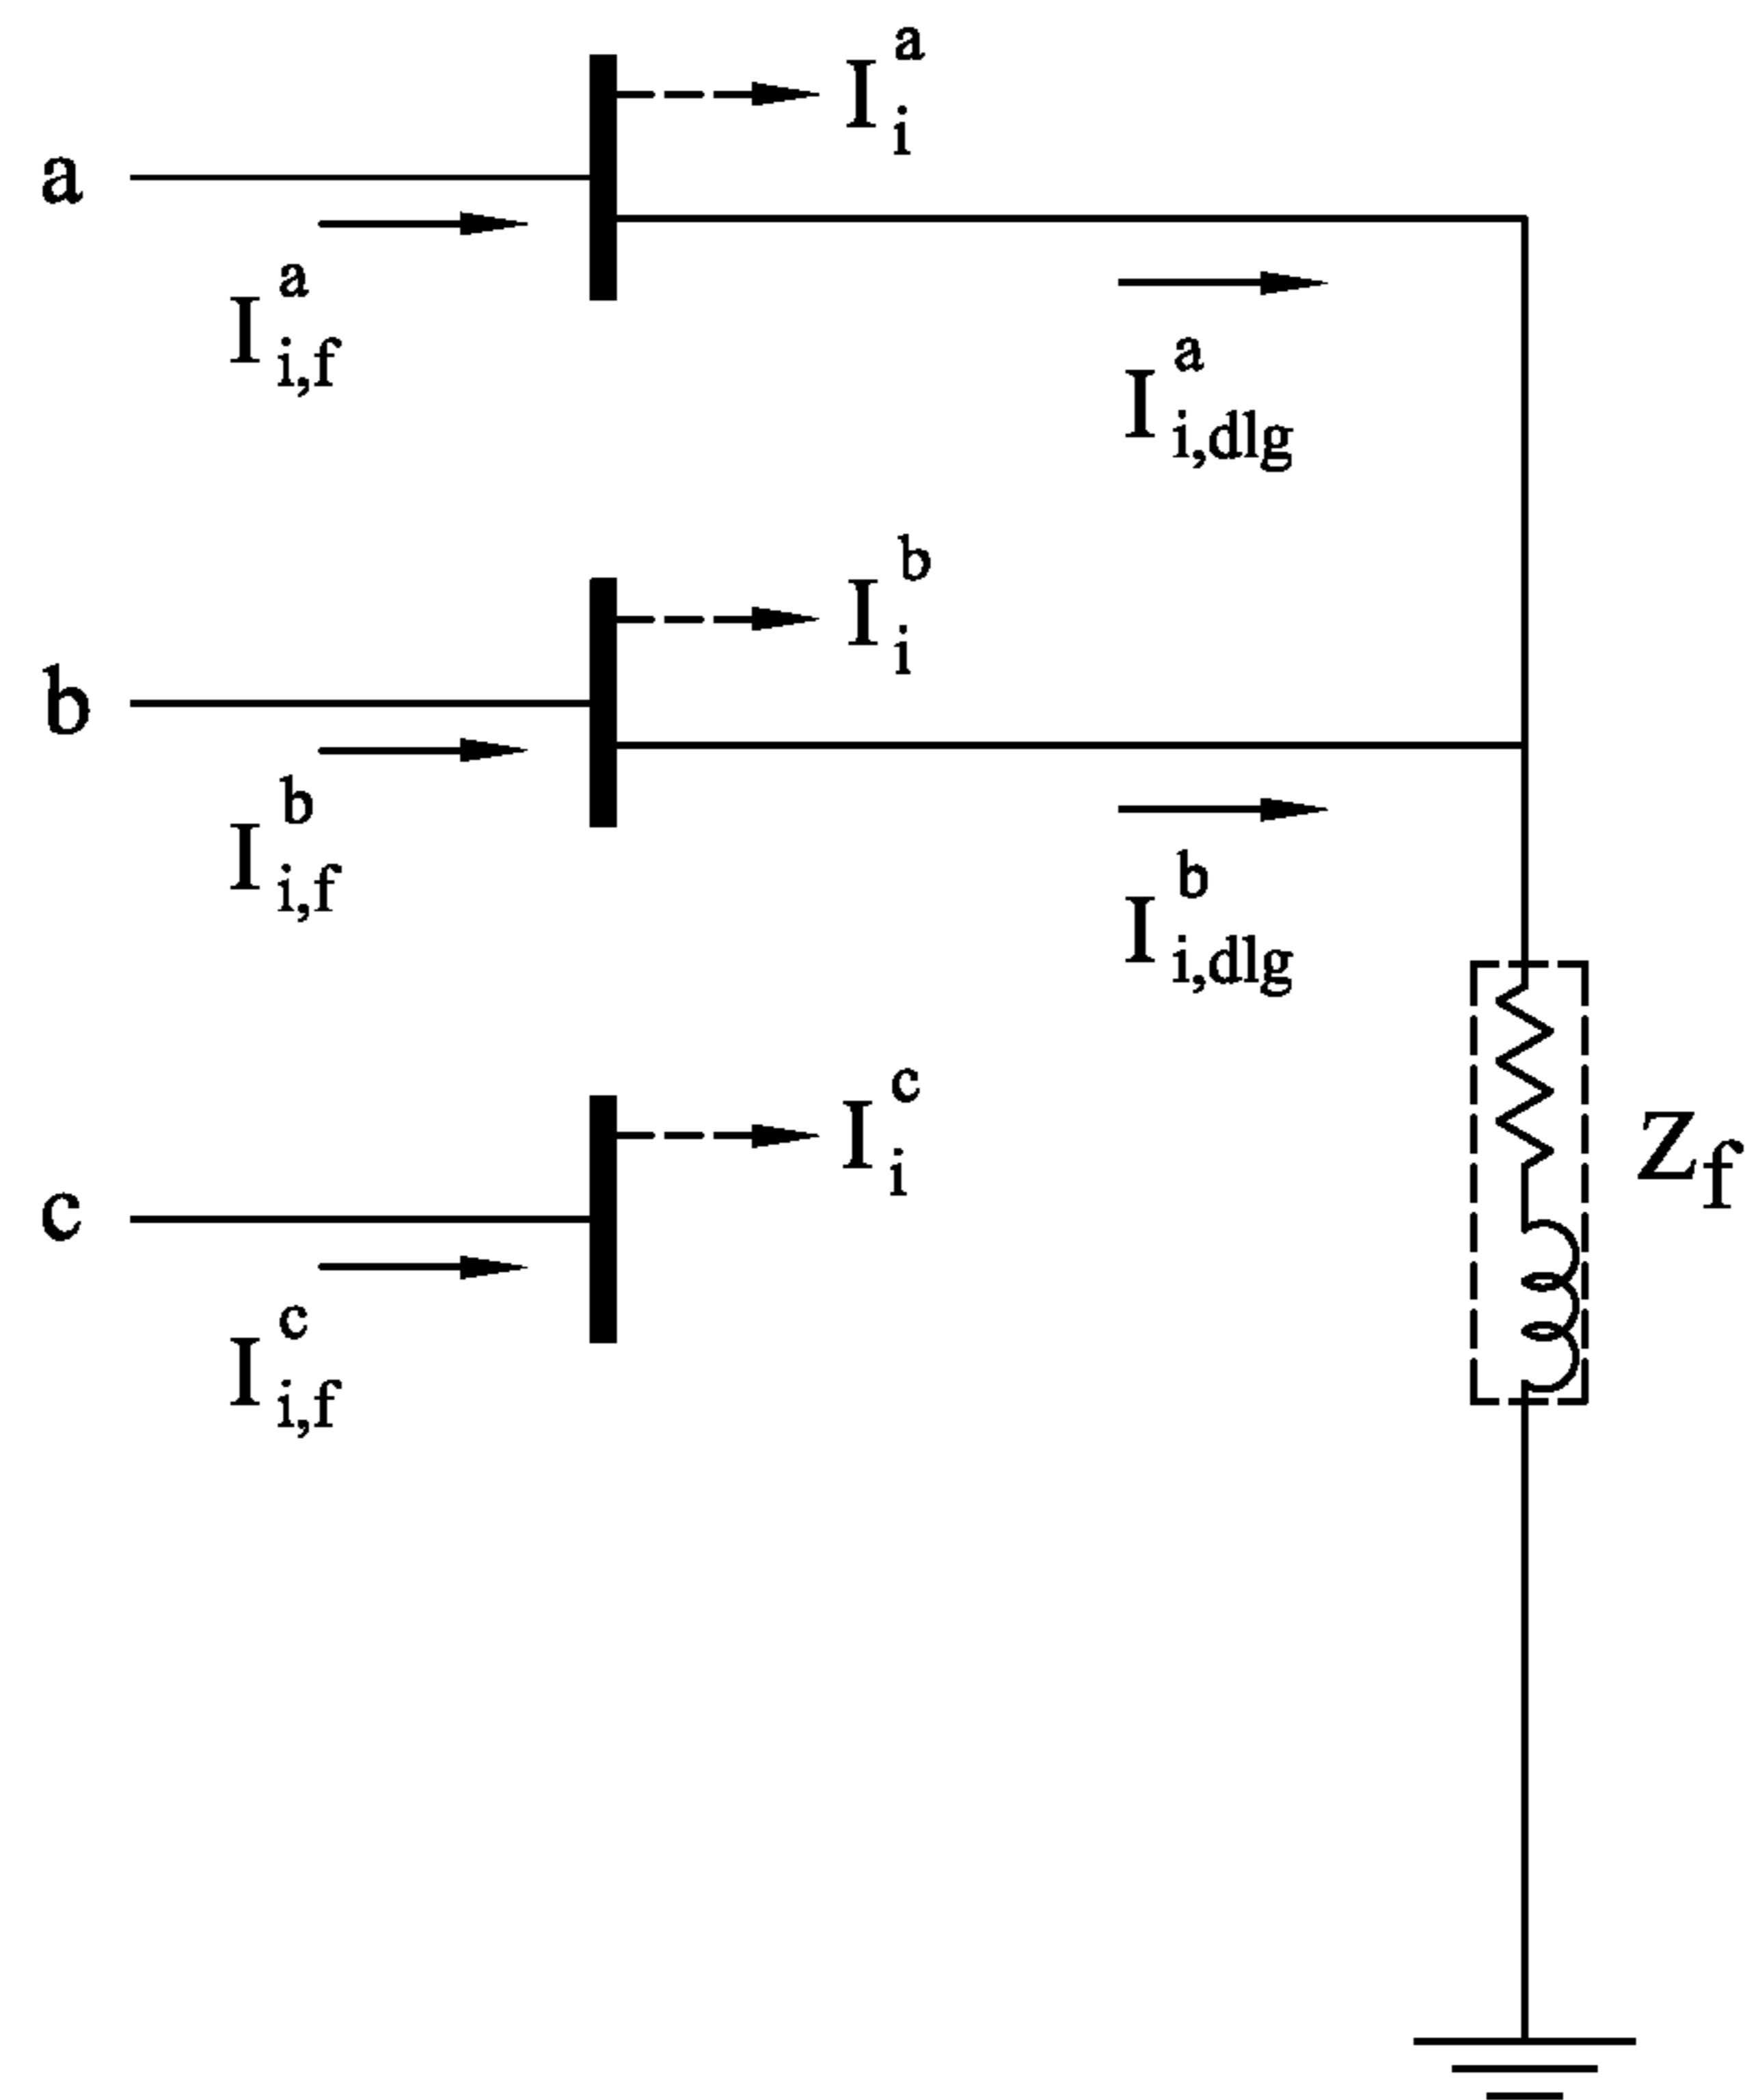 I_i^a
a
I_{i,f}^a
I_{i,dlg}^a
I_i^b
b
I_{i,f}^b
I_{i,dlg}^b
I_i^c
Z_f
c
I_{i,f}^c